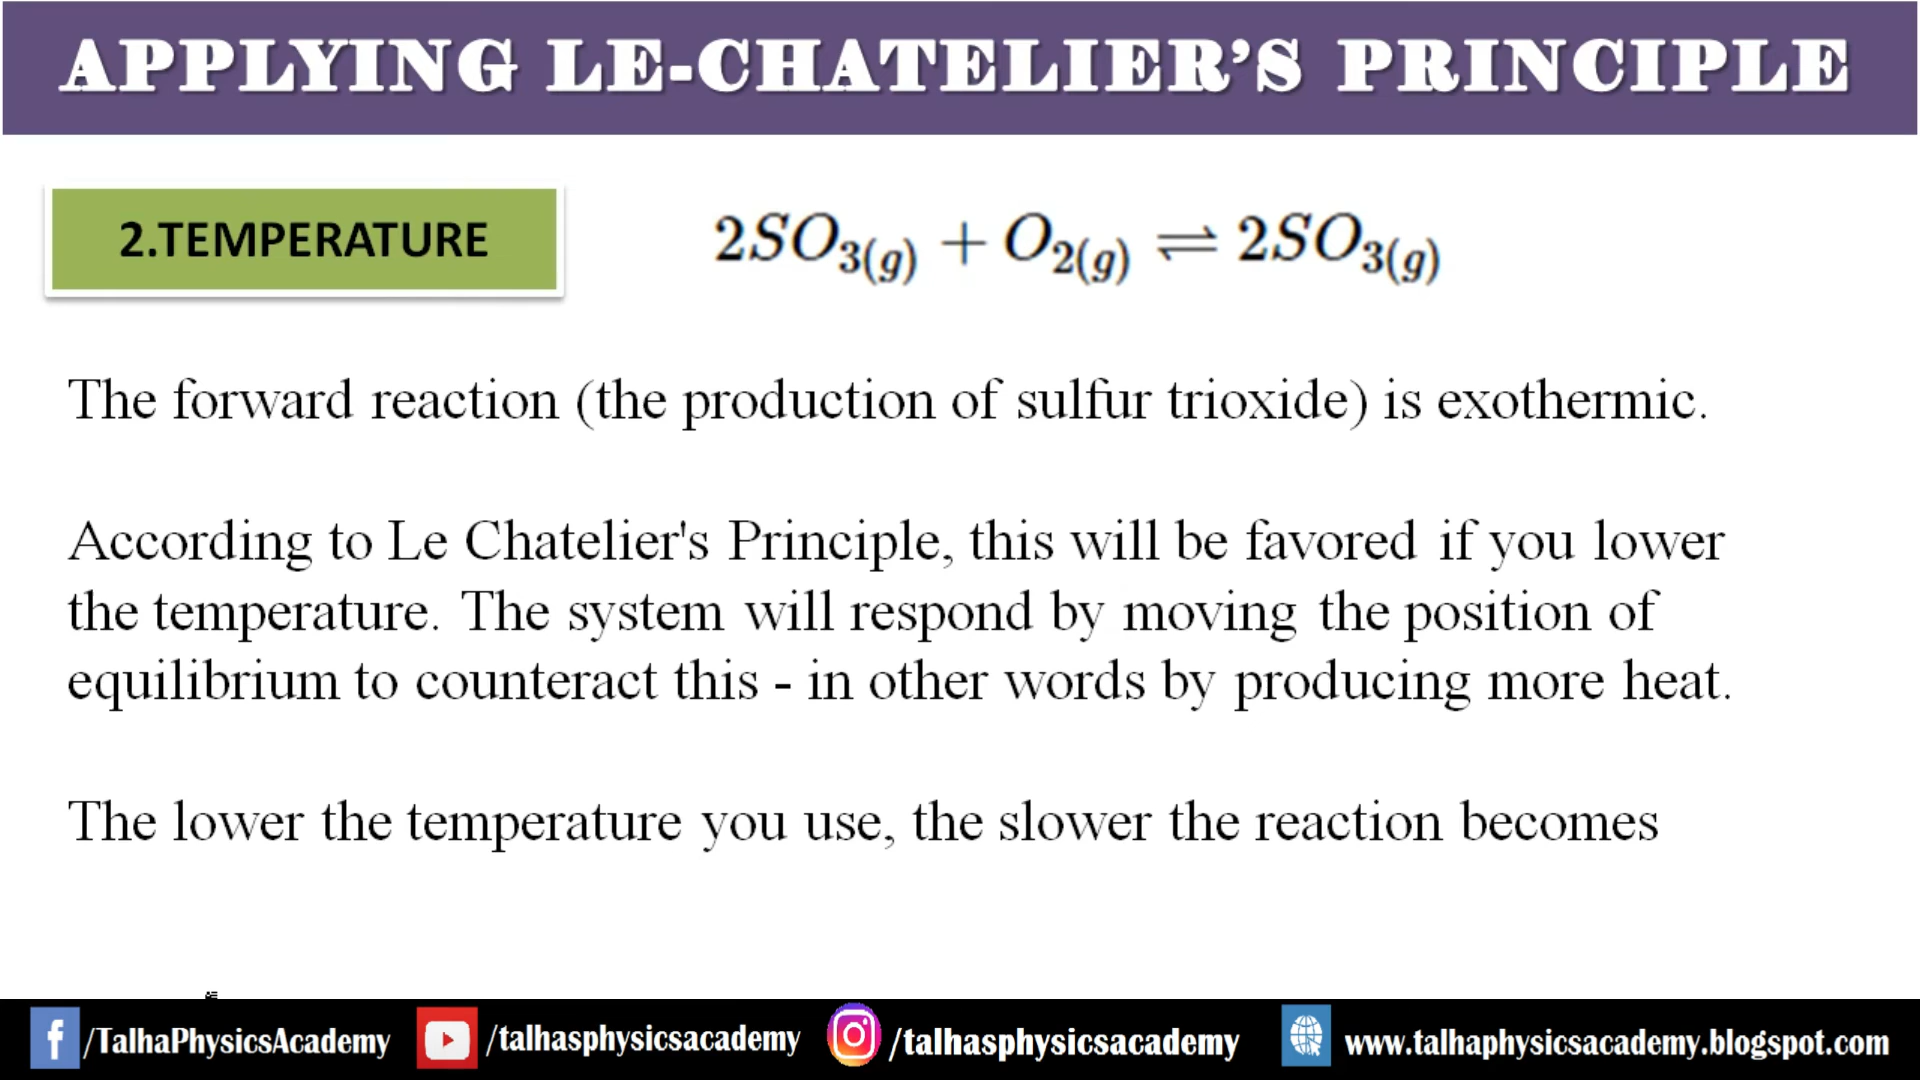 APPLYING LE-CHATELIER'S PRINCIPLE
2.TEMPERATURE
2SO₃(g) + O₂(g) ⇌ 2SO₃(g)
The forward reaction (the production of sulfur trioxide) is exothermic.
According to Le Chatelier's Principle, this will be favored if you lower
the temperature. The system will respond by moving the position of
equilibrium to counteract this - in other words by producing more heat.
The lower the temperature you use, the slower the reaction becomes
/TalhaPhysicsAcademy /talhasphysicsacademy /talhasphysicsacademy www.talhaphysicsacademy.blogspot.com